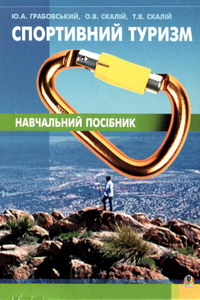 Ю.А. ГРАБОВСЬКИЙ, О.В. СКАЛІЙ, Т.В. СКАЛІЙ
СПОРТИВНИЙ ТУРИЗМ
НАВЧАЛЬНИЙ ПОСІБНИК